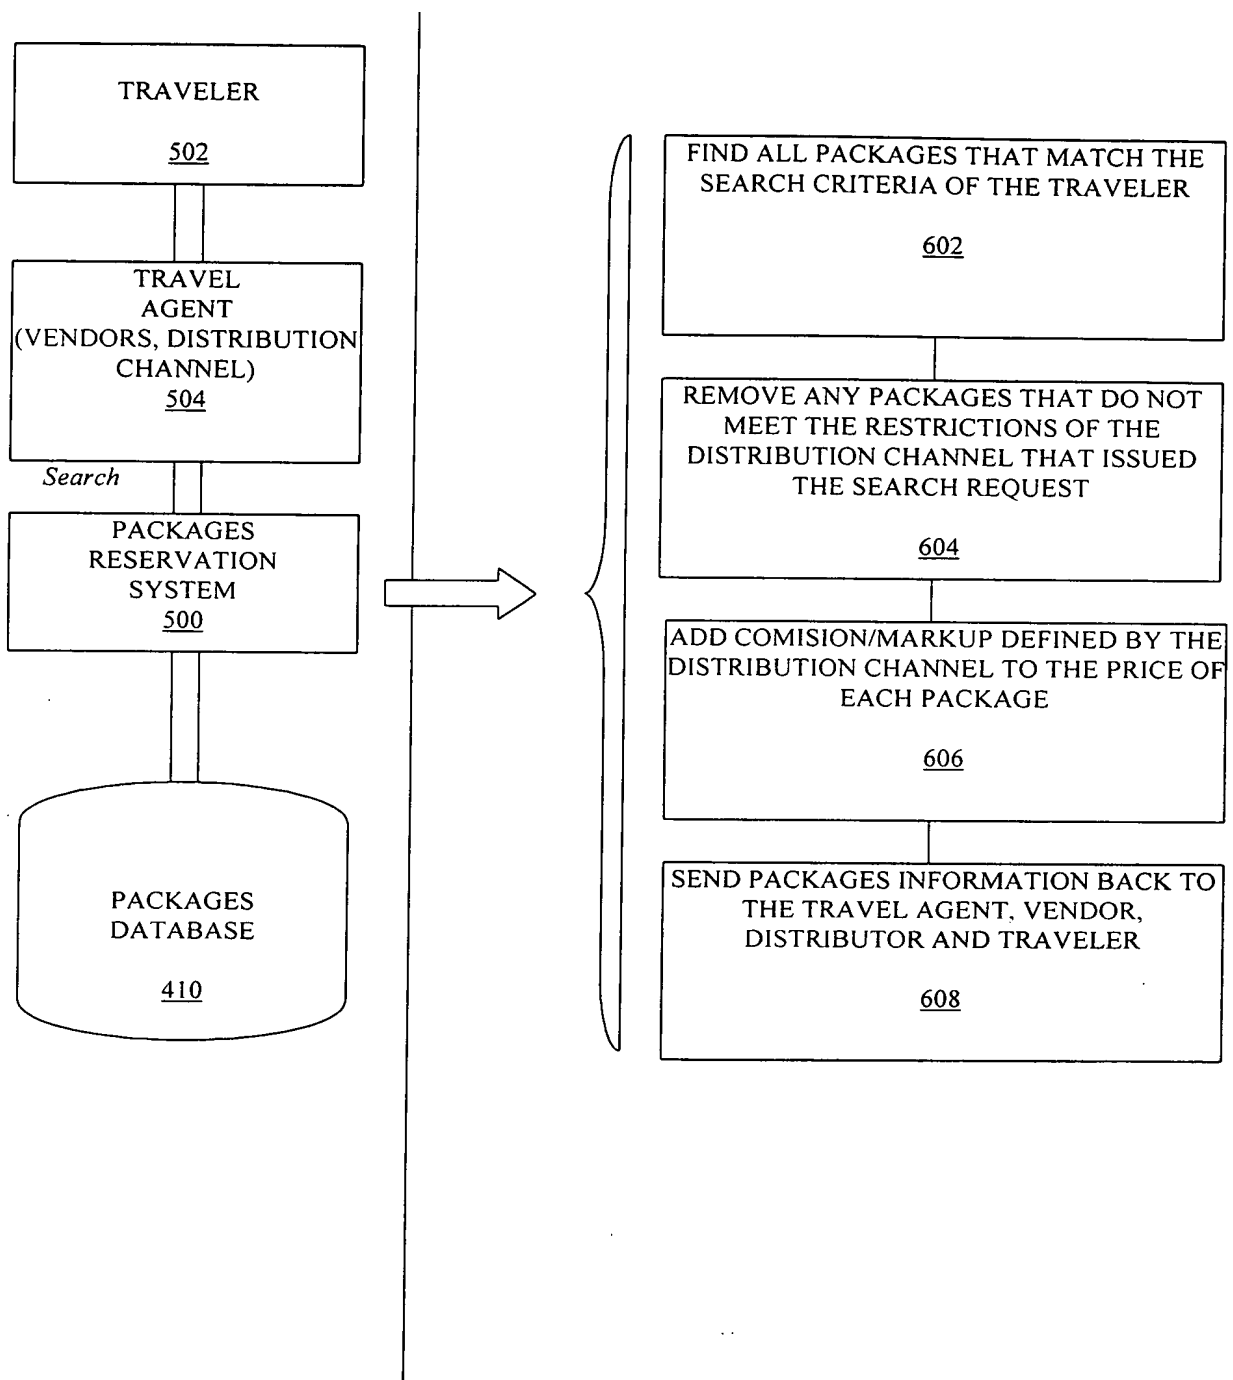 TRAVELER
502
TRAVEL
AGENT
(VENDORS, DISTRIBUTION
CHANNEL)
504
Search
PACKAGES
RESERVATION
SYSTEM
500
PACKAGES
DATABASE
410
FIND ALL PACKAGES THAT MATCH THE
SEARCH CRITERIA OF THE TRAVELER
602
REMOVE ANY PACKAGES THAT DO NOT
MEET THE RESTRICTIONS OF THE
DISTRIBUTION CHANNEL THAT ISSUED
THE SEARCH REQUEST
604
ADD COMISION/MARKUP DEFINED BY THE
DISTRIBUTION CHANNEL TO THE PRICE OF
EACH PACKAGE
606
SEND PACKAGES INFORMATION BACK TO
THE TRAVEL AGENT, VENDOR,
DISTRIBUTOR AND TRAVELER
608